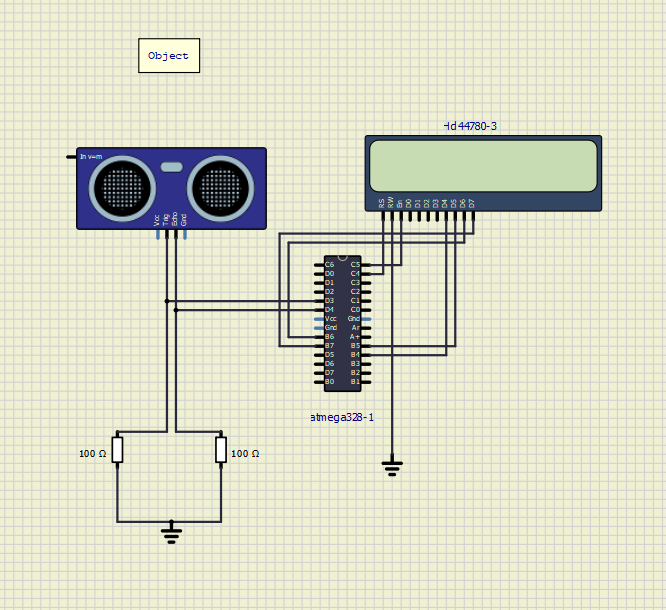 Object
Hd44780-3
In v=m
Vcc Trig Echo Gnd
RS RW En D0 D1 D2 D3 D4 D5 D6 D7
C6 C5
D0 C4
D1 C3
D2 C2
D3 C1
D4 C0
Vcc Gnd
Gnd Ar
B6 A+
B7 B5
D5 B4
D6 B3
D7 B2
B0 B1
atmega328-1
100 Ω 100 Ω